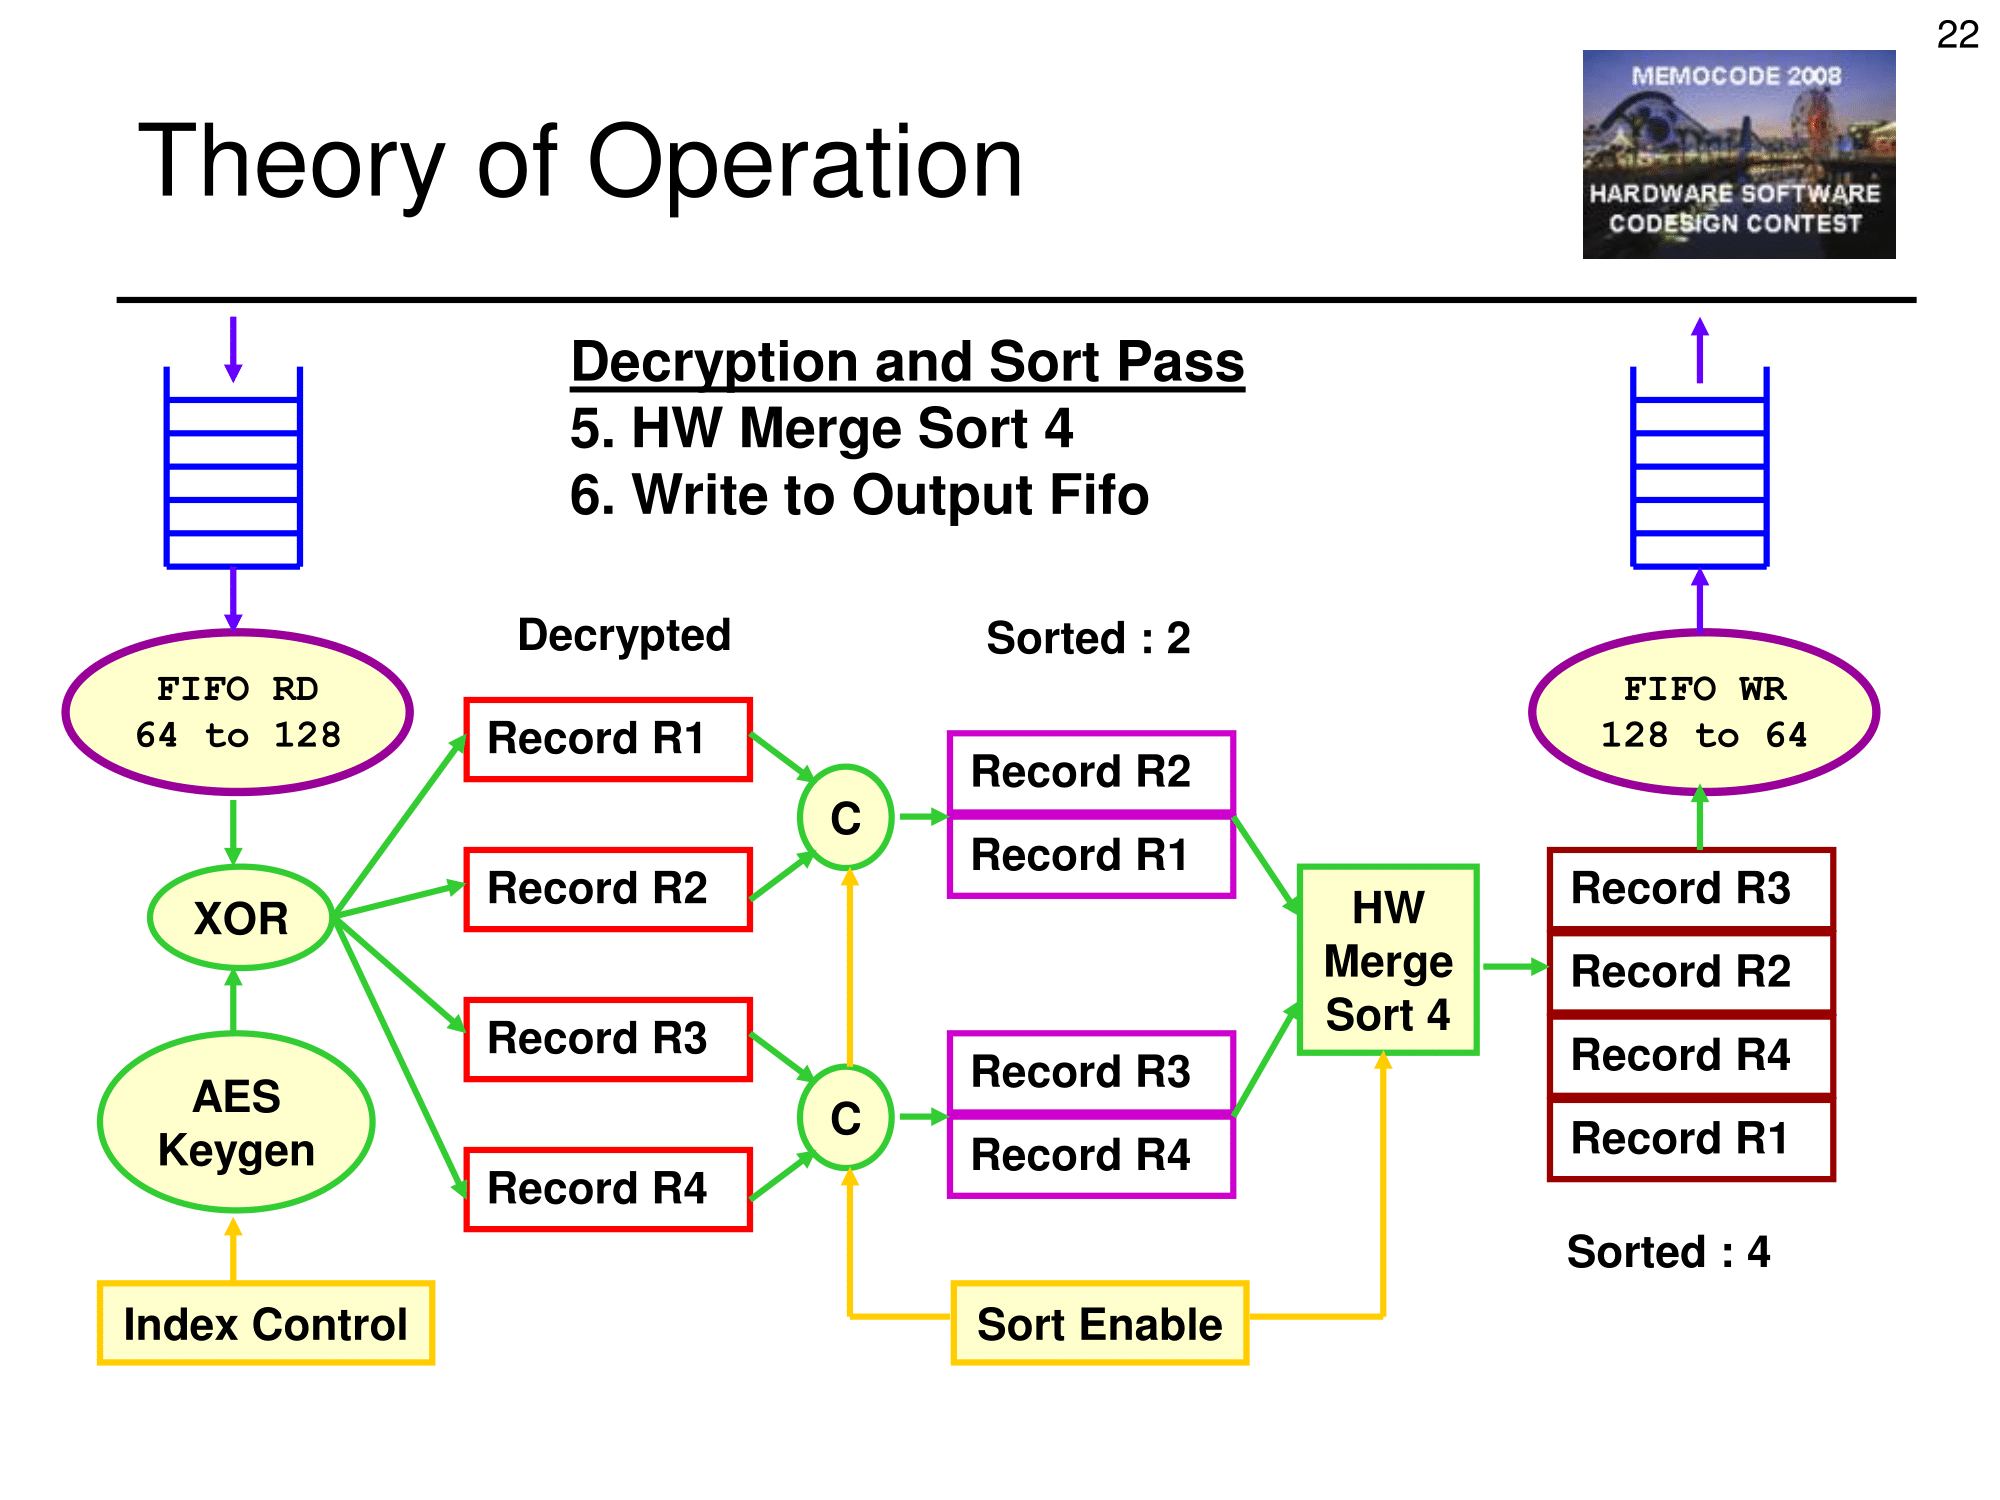 22
MEMOCODE 2008
HARDWARE SOFTWARE
CODESIGN CONTEST
Theory of Operation
Decryption and Sort Pass
5. HW Merge Sort 4
6. Write to Output Fifo
Decrypted
Sorted : 2
FIFO RD
64 to 128
FIFO WR
128 to 64
Record R1
Record R2
Record R3
Record R4
XOR
AES
Keygen
Index Control
C
C
Record R2
Record R1
Record R3
Record R4
Sort Enable
HW
Merge
Sort 4
Record R3
Record R2
Record R4
Record R1
Sorted : 4